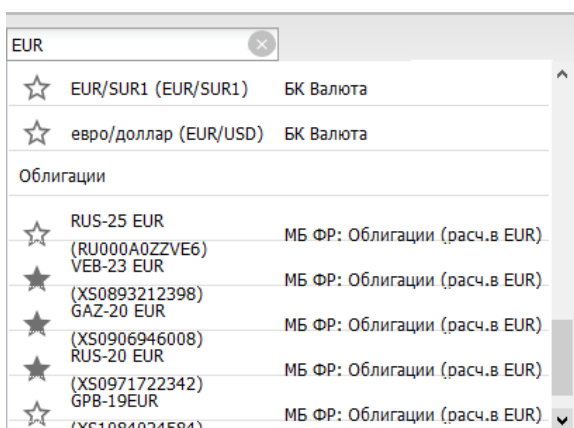 EUR
EUR/SUR1 (EUR/SUR1) БК Валюта
евро/доллар (EUR/USD) БК Валюта
Облигации
RUS-25 EUR
(RU000A0ZZVE6) МБ ФР: Облигации (расч.в EUR)
VEB-23 EUR
(XS0893212398) МБ ФР: Облигации (расч.в EUR)
GAZ-20 EUR
(XS0906946008) МБ ФР: Облигации (расч.в EUR)
RUS-20 EUR
(XS0971722342) МБ ФР: Облигации (расч.в EUR)
GPB-19EUR
МБ ФР: Облигации (расч.в EUR)